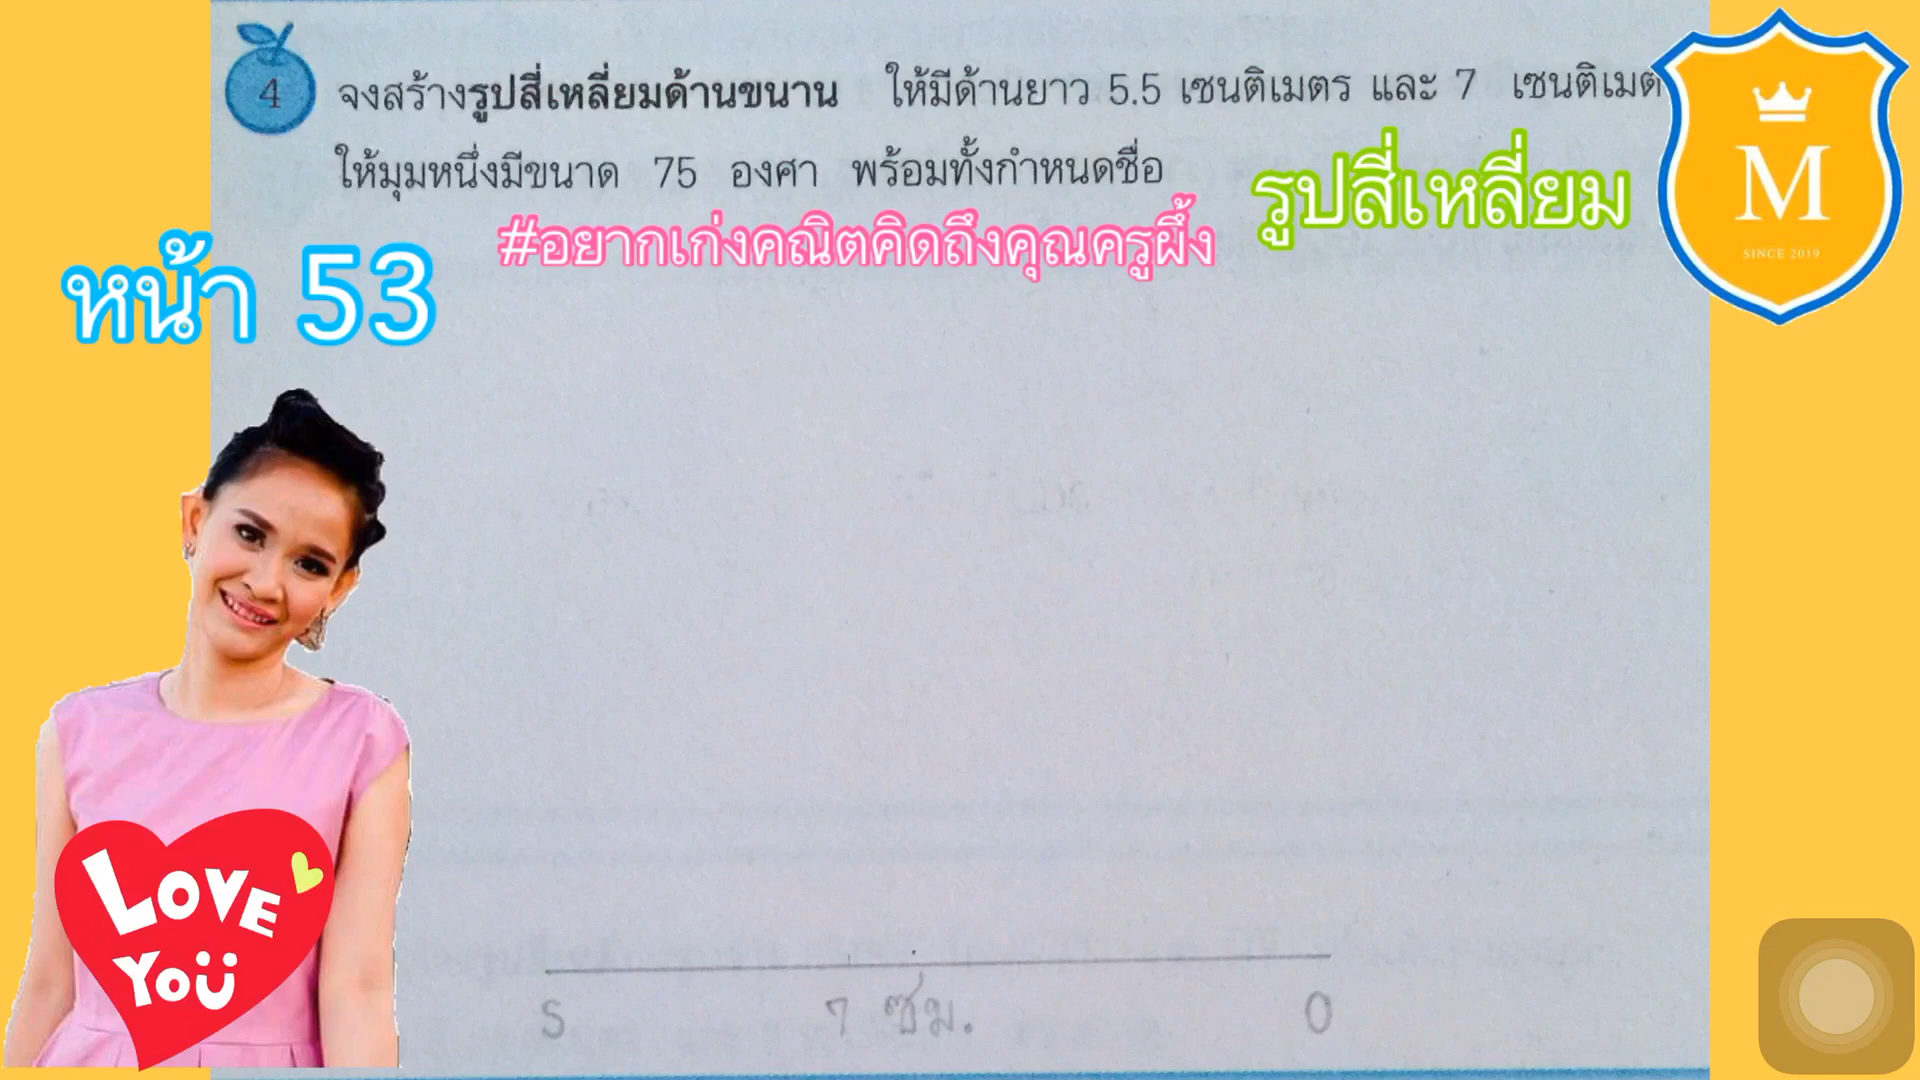 4 จงสร้างรูปสี่เหลี่ยมด้านขนาน ให้มีด้านยาว 5.5 เซนติเมตร และ 7 เซนติเมต
ให้มุมหนึ่งมีขนาด 75 องศา พร้อมทั้งกำหนดชื่อ
รูปสี่เหลี่ยม
M
SINCE 2019
#อยากเก่งคณิตคิดถึงคุณครูผึ้ง
หน้า 53
LOVE
YOU
S 7 ซม. O